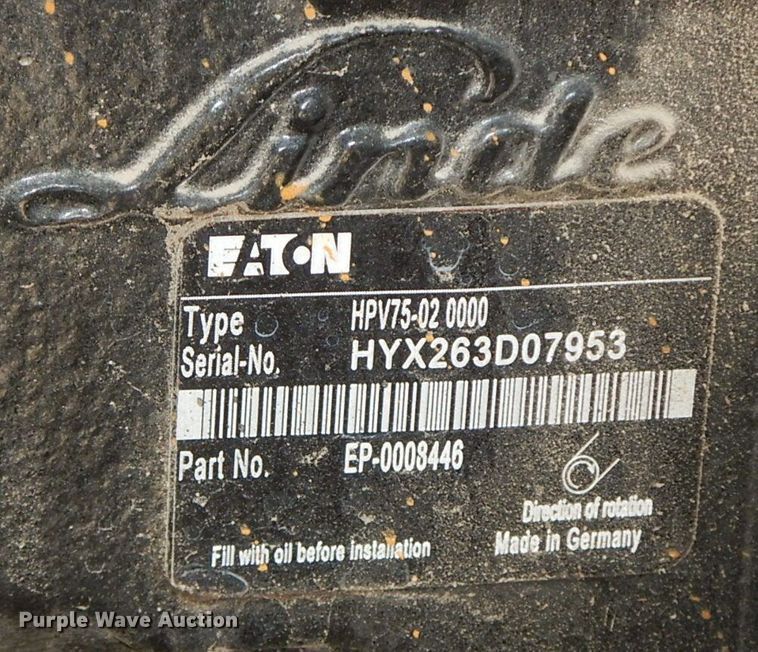 Linde
EATON
Type HPV75-02 0000
Serial-No. HYX263D07953
Part No. EP-0008446
Direction of rotation
Fill with oil before installation Made in Germany
Purple Wave Auction